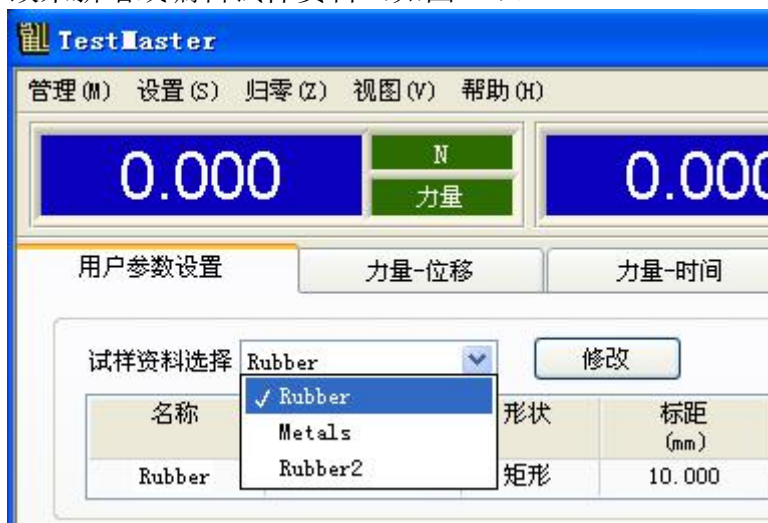 TestMaster
管理(M) 设置(S) 归零(Z) 视图(V) 帮助(H)
0.000 N 0.000
力量
用户参数设置 力量-位移 力量-时间
试样资料选择 Rubber 修改
✓ Rubber
Metals
Rubber2
名称 形状 标距
(mm)
Rubber 矩形 10.000